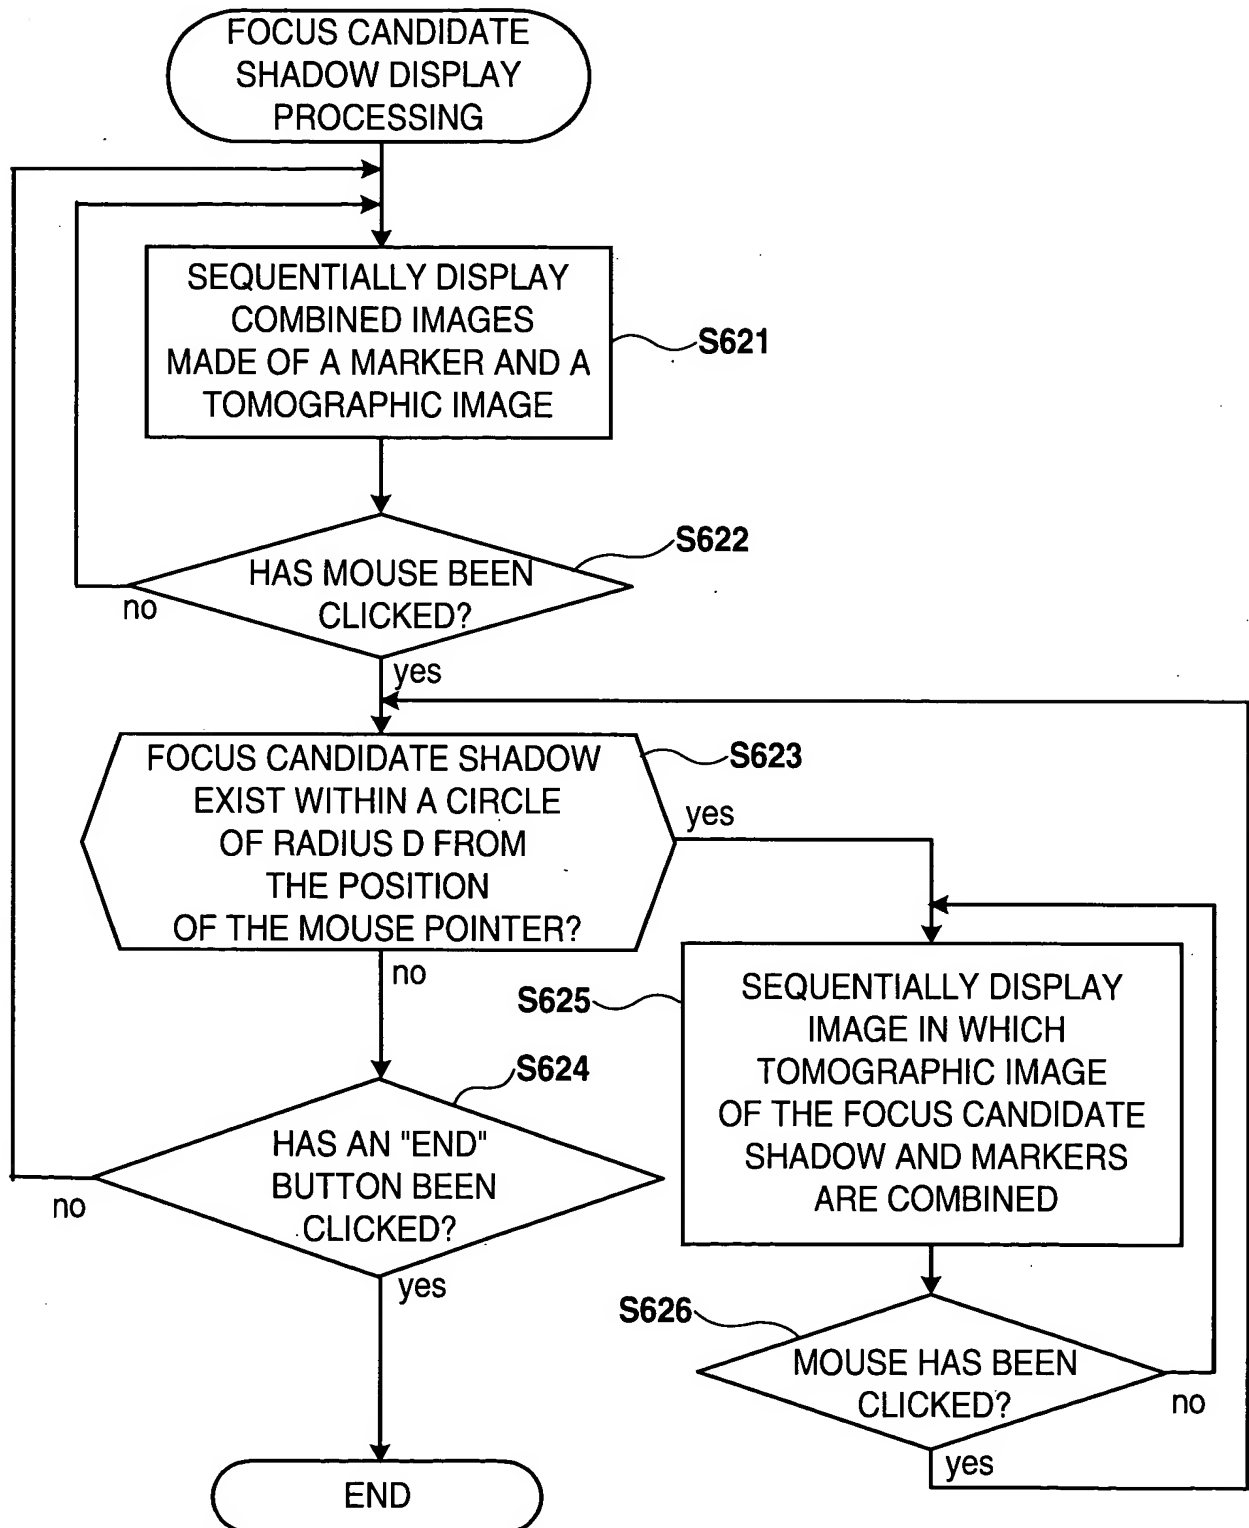 FOCUS CANDIDATE
SHADOW DISPLAY
PROCESSING
SEQUENTIALLY DISPLAY
COMBINED IMAGES
MADE OF A MARKER AND A
TOMOGRAPHIC IMAGE
S621
S622
HAS MOUSE BEEN
CLICKED?
no
yes
FOCUS CANDIDATE SHADOW
EXIST WITHIN A CIRCLE
OF RADIUS D FROM
THE POSITION
OF THE MOUSE POINTER?
S623
yes
no
S624
HAS AN "END"
BUTTON BEEN
CLICKED?
no
yes
S625
SEQUENTIALLY DISPLAY
IMAGE IN WHICH
TOMOGRAPHIC IMAGE
OF THE FOCUS CANDIDATE
SHADOW AND MARKERS
ARE COMBINED
S626
MOUSE HAS BEEN
CLICKED?
no
yes
END